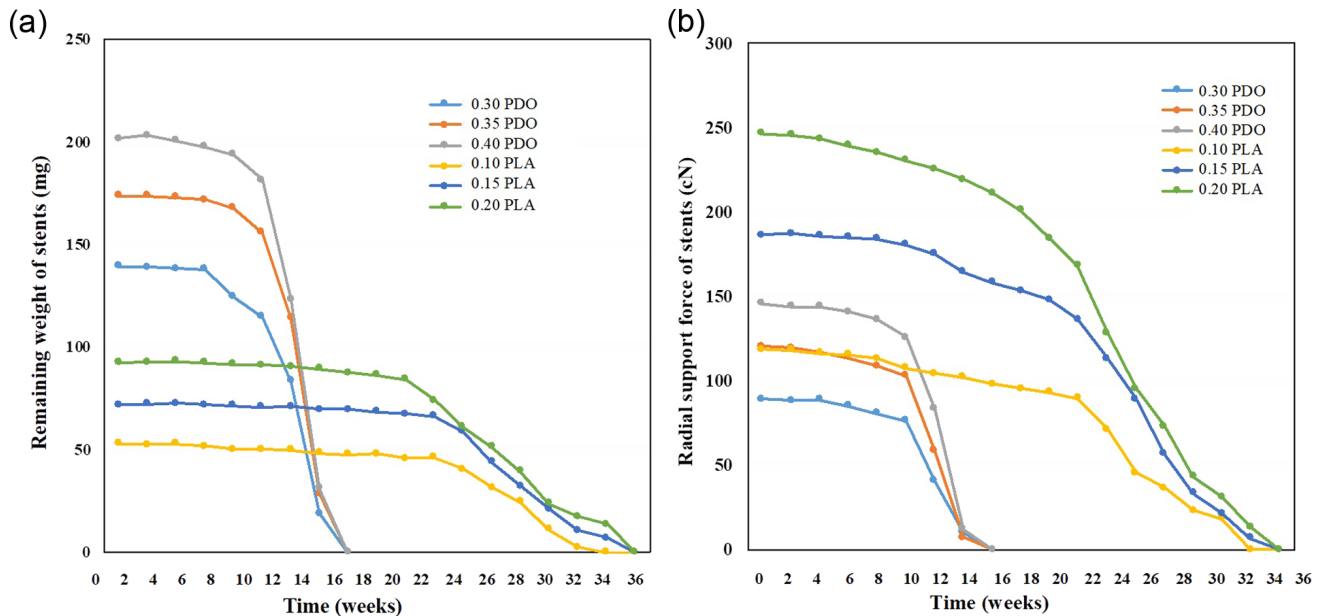 (a)
Remaining weight of stents (mg)
250
200
150
100
50
0
0.30 PDO
0.35 PDO
0.40 PDO
0.10 PLA
0.15 PLA
0.20 PLA
0 2 4 6 8 10 12 14 16 18 20 22 24 26 28 30 32 34 36
Time (weeks)
(b)
Radial support force of stents (cN)
300
250
200
150
100
50
0
0.30 PDO
0.35 PDO
0.40 PDO
0.10 PLA
0.15 PLA
0.20 PLA
0 2 4 6 8 10 12 14 16 18 20 22 24 26 28 30 32 34 36
Time (weeks)